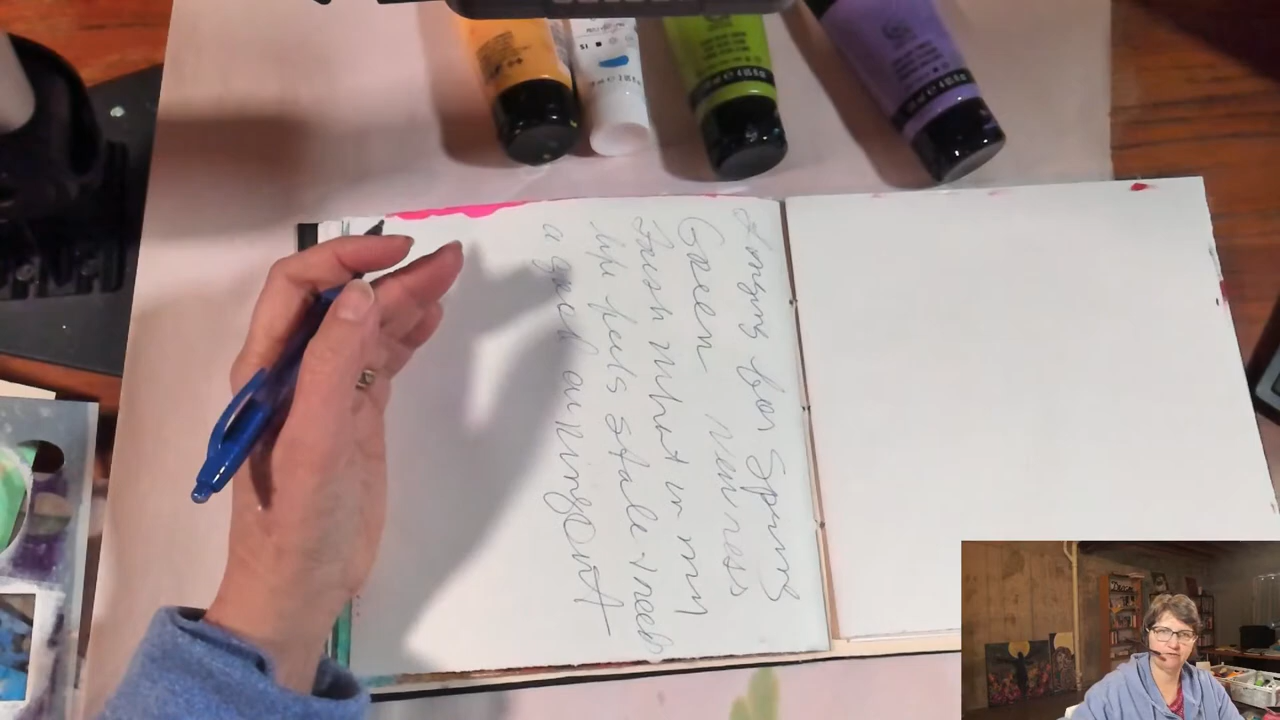 Longing for Spring
Green newness
Fresh What in my
life feels stale & need
a good airing out